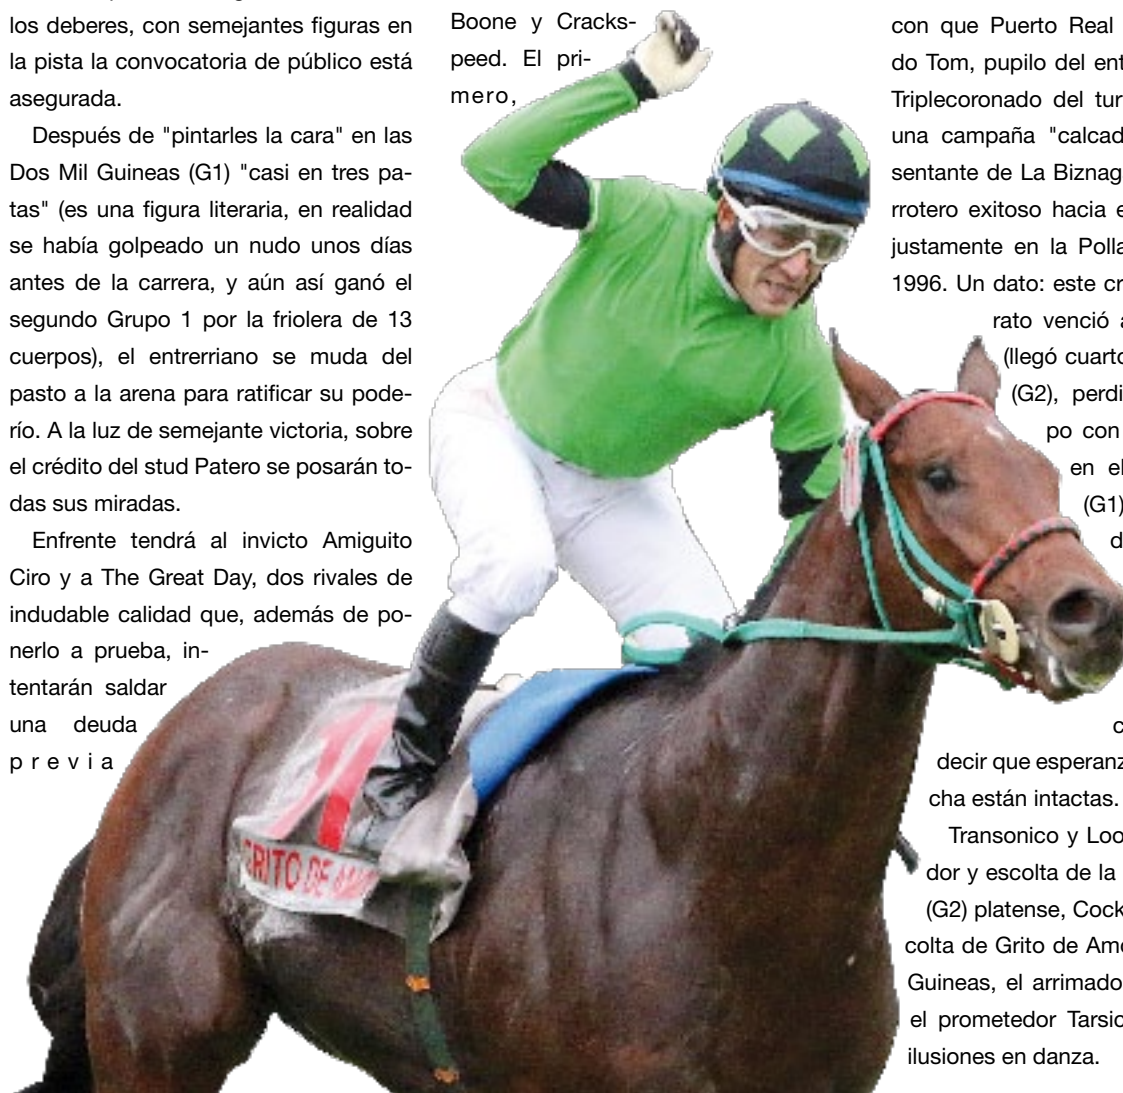 los deberes, con semejantes figuras en
la pista la convocatoria de público está
asegurada.
Después de "pintarles la cara" en las
Dos Mil Guineas (G1) "casi en tres pa-
tas" (es una figura literaria, en realidad
se había golpeado un nudo unos días
antes de la carrera, y aún así ganó el
segundo Grupo 1 por la friolera de 13
cuerpos), el entrerriano se muda del
pasto a la arena para ratificar su pode-
río. A la luz de semejante victoria, sobre
el crédito del stud Patero se posarán to-
das sus miradas.
Enfrente tendrá al invicto Amiguito
Ciro y a The Great Day, dos rivales de
indudable calidad que, además de po-
nerlo a prueba, in-
tentarán saldar
una deuda
previa
Boone y Cracks-
peed. El pri-
mero,
GRITO DE
con que Puerto Real
do Tom, pupilo del ent
Triplecoronado del tur
una campaña "calcad
sentante de La Biznag
rrotero exitoso hacia e
justamente en la Polla
1996. Un dato: este cr
rato venció a
(llegó cuarto
(G2), perdi
po con
en el
(G1)
d
c
decir que esperanz
cha están intactas.
Transonico y Loo
dor y escolta de la
(G2) platense, Cock
colta de Grito de Amo
Guineas, el arrimado
el prometedor Tarsic
ilusiones en danza.